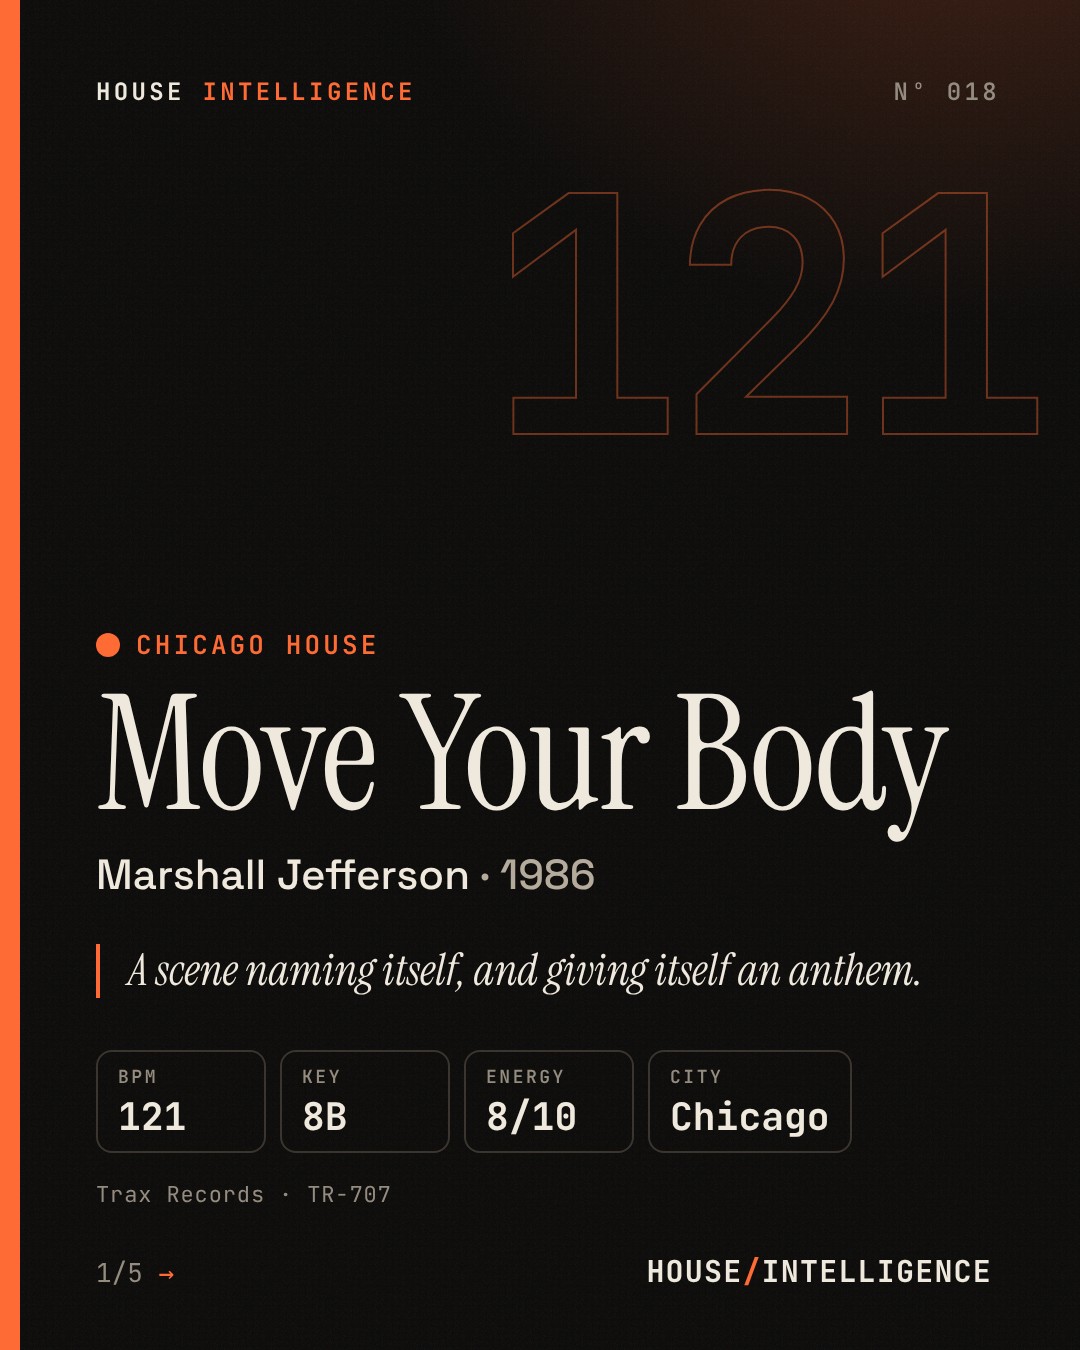 HOUSE INTELLIGENCE
N° 018
121
CHICAGO HOUSE
Move Your Body
Marshall Jefferson · 1986
A scene naming itself, and giving itself an anthem.
BPM
121
KEY
8B
ENERGY
8/10
CITY
Chicago
Trax Records · TR-707
1/5 →
HOUSE/INTELLIGENCE